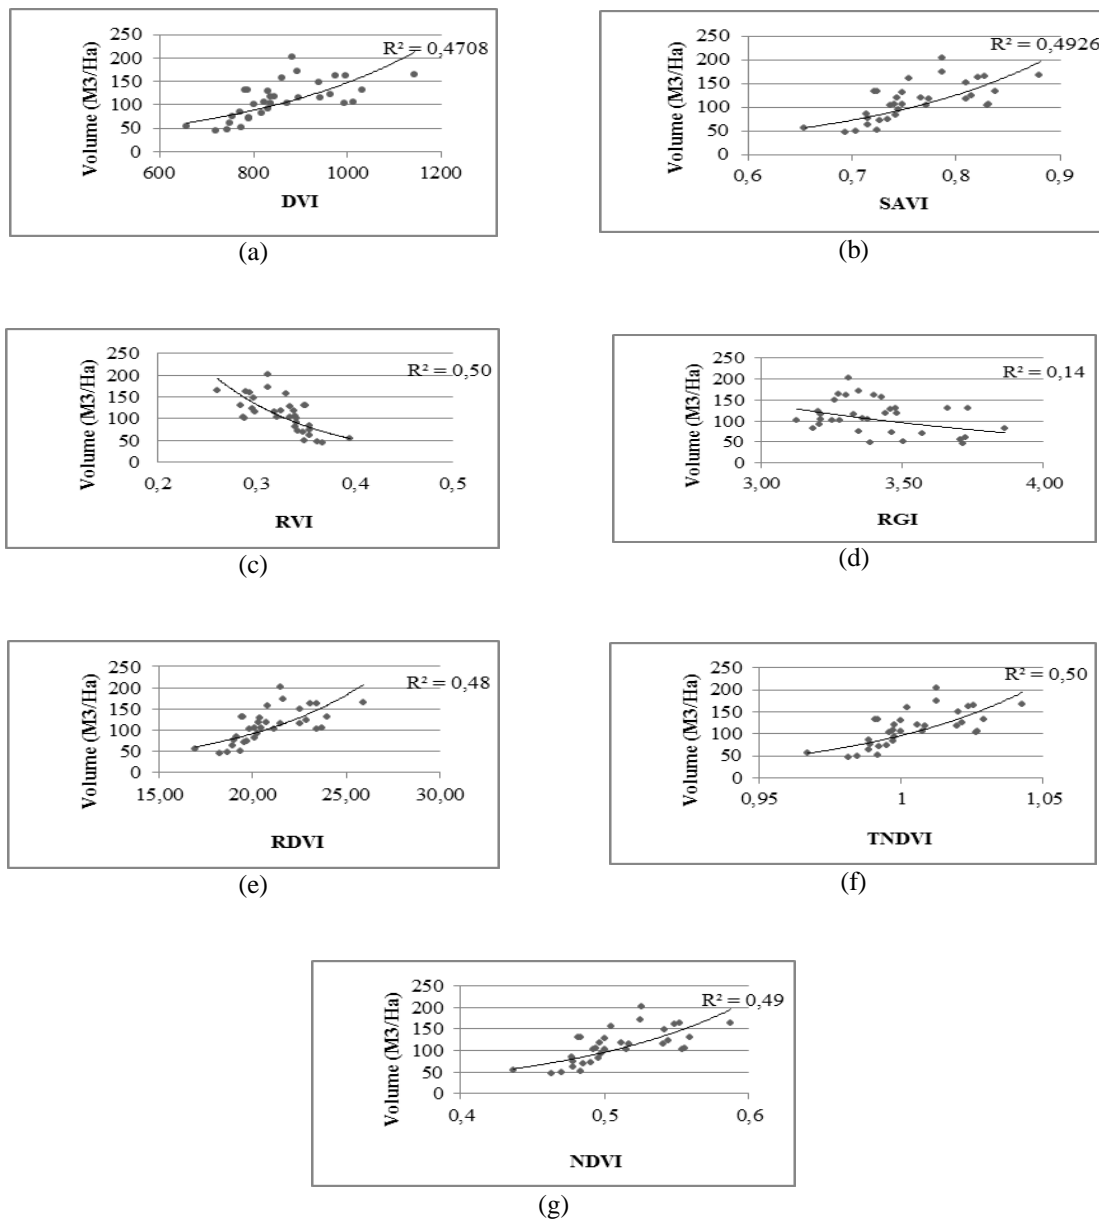 250
200
150
100
50
0
Volume (M3/Ha)
R² = 0,4708
600 800 1000 1200
DVI
(a)
250
200
150
100
50
0
Volume (M3/Ha)
R² = 0,4926
0,6 0,7 0,8 0,9
SAVI
(b)
250
200
150
100
50
0
Volume (M3/Ha)
R² = 0,50
0,2 0,3 0,4 0,5
RVI
(c)
250
200
150
100
50
0
Volume (M3/Ha)
R² = 0,14
3,00 3,50 4,00
RGI
(d)
250
200
150
100
50
0
Volume (M3/Ha)
R² = 0,48
15,00 20,00 25,00 30,00
RDVI
(e)
250
200
150
100
50
0
Volume (M3/Ha)
R² = 0,50
0,95 1 1,05
TNDVI
(f)
250
200
150
100
50
0
Volume (M3/Ha)
R² = 0,49
0,4 0,5 0,6
NDVI
(g)